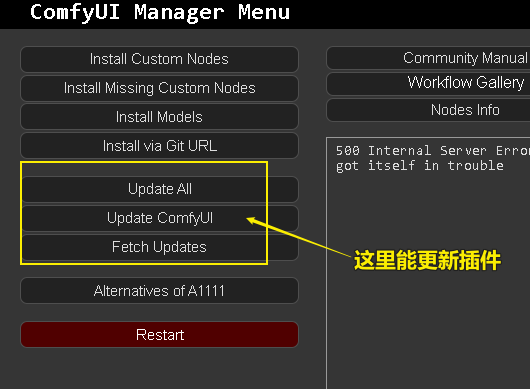 ComfyUI Manager Menu
Install Custom Nodes
Install Missing Custom Nodes
Install Models
Install via Git URL
Update All
Update ComfyUI
Fetch Updates
Alternatives of A1111
Restart
Community Manual
Workflow Gallery
Nodes Info
500 Internal Server Erro
got itself in trouble
这里能更新插件